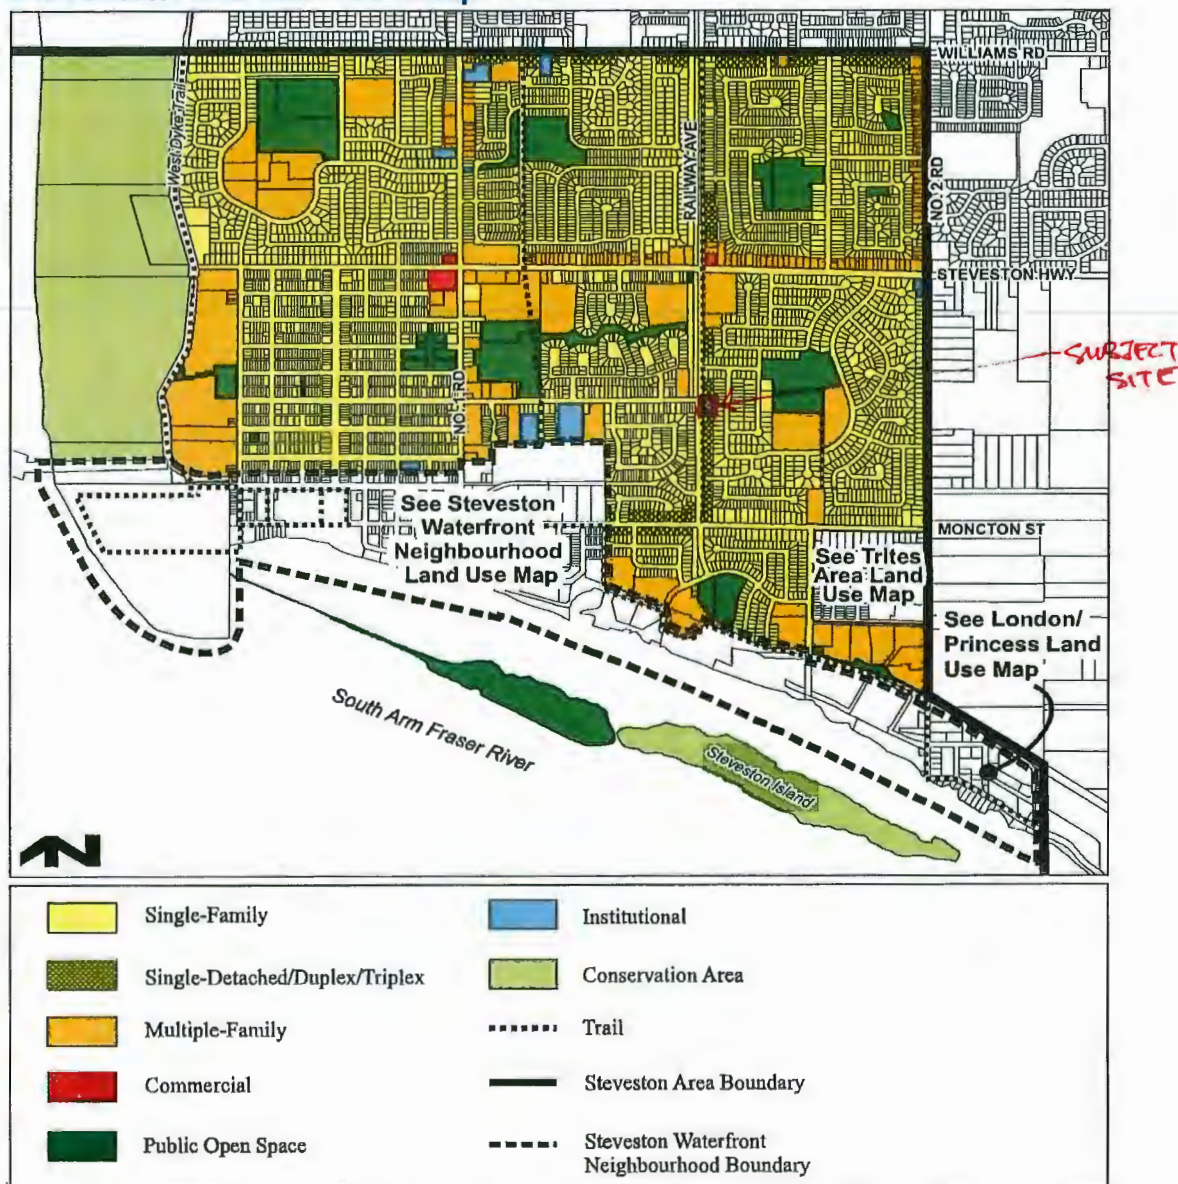 WILLIAMS RD
West Dyke Trail
RAILWAY AVE
NO. 2 RD
STEVESTON HWY
SUBJECT
SITE
NO. 1 RD
See Steveston
Waterfront
Neighbourhood
Land Use Map
MONCTON ST
See Trites
Area Land
Use Map
See London/
Princess Land
Use Map
South Arm Fraser River
Steveston Island
N
Single-Family
Institutional
Single-Detached/Duplex/Triplex
Conservation Area
Multiple-Family
Trail
Commercial
Steveston Area Boundary
Public Open Space
Steveston Waterfront
Neighbourhood Boundary